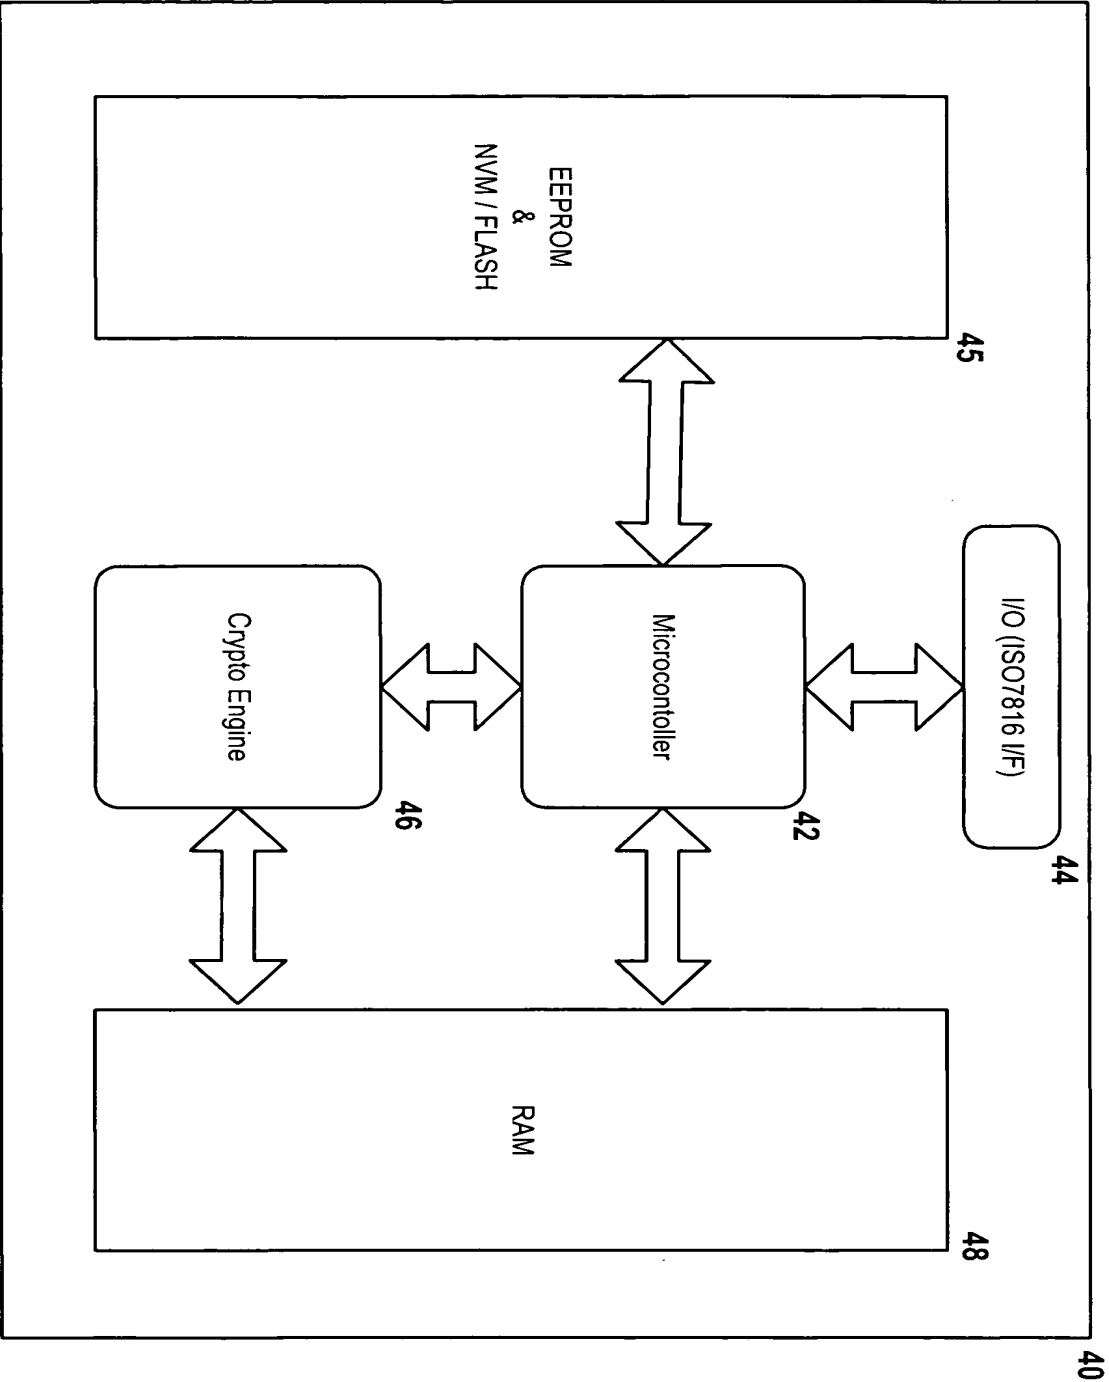 40
44
I/O (ISO7816 I/F)
45
48
42
EEPROM
&
NVM / FLASH
Microcontoller
RAM
46
Crypto Engine